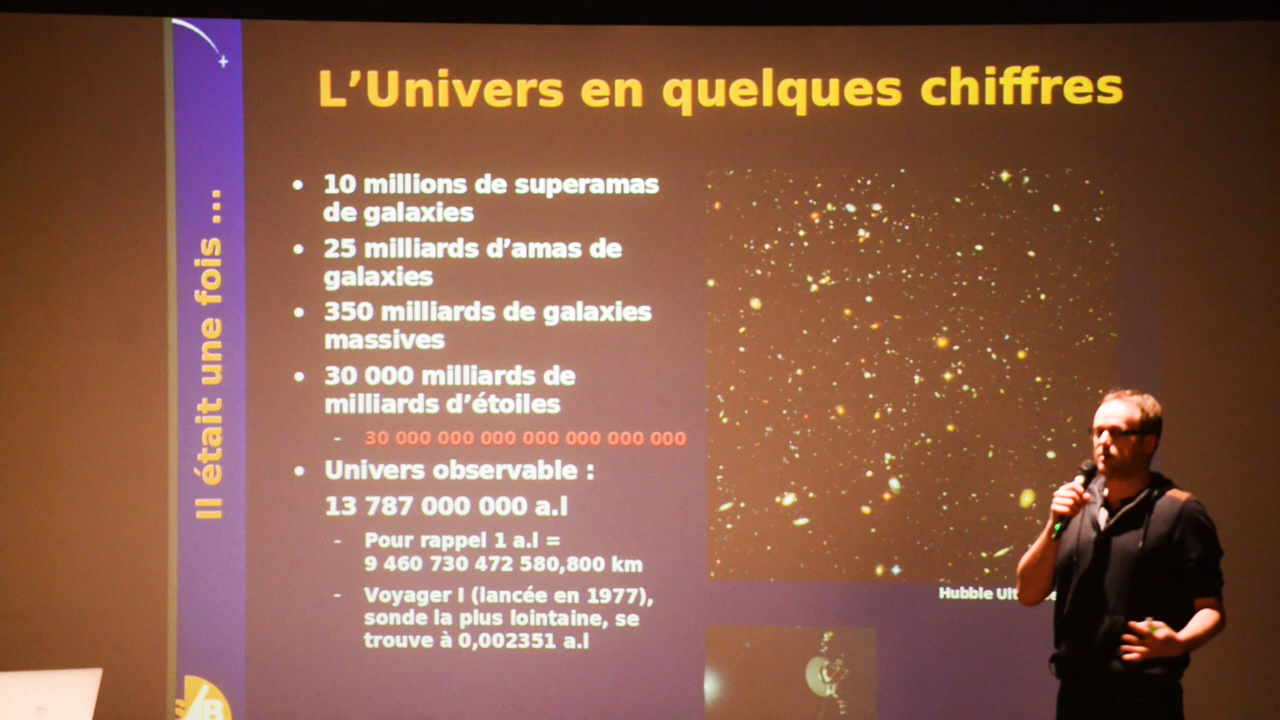 L’Univers en quelques chiffres
Il était une fois ...
• 10 millions de superamas
de galaxies
• 25 milliards d’amas de
galaxies
• 350 milliards de galaxies
massives
• 30 000 milliards de
milliards d’étoiles
- 30 000 000 000 000 000 000 000
• Univers observable :
13 787 000 000 a.l
- Pour rappel 1 a.l =
9 460 730 472 580,800 km
- Voyager I (lancée en 1977),
sonde la plus lointaine, se
trouve à 0,002351 a.l
Hubble